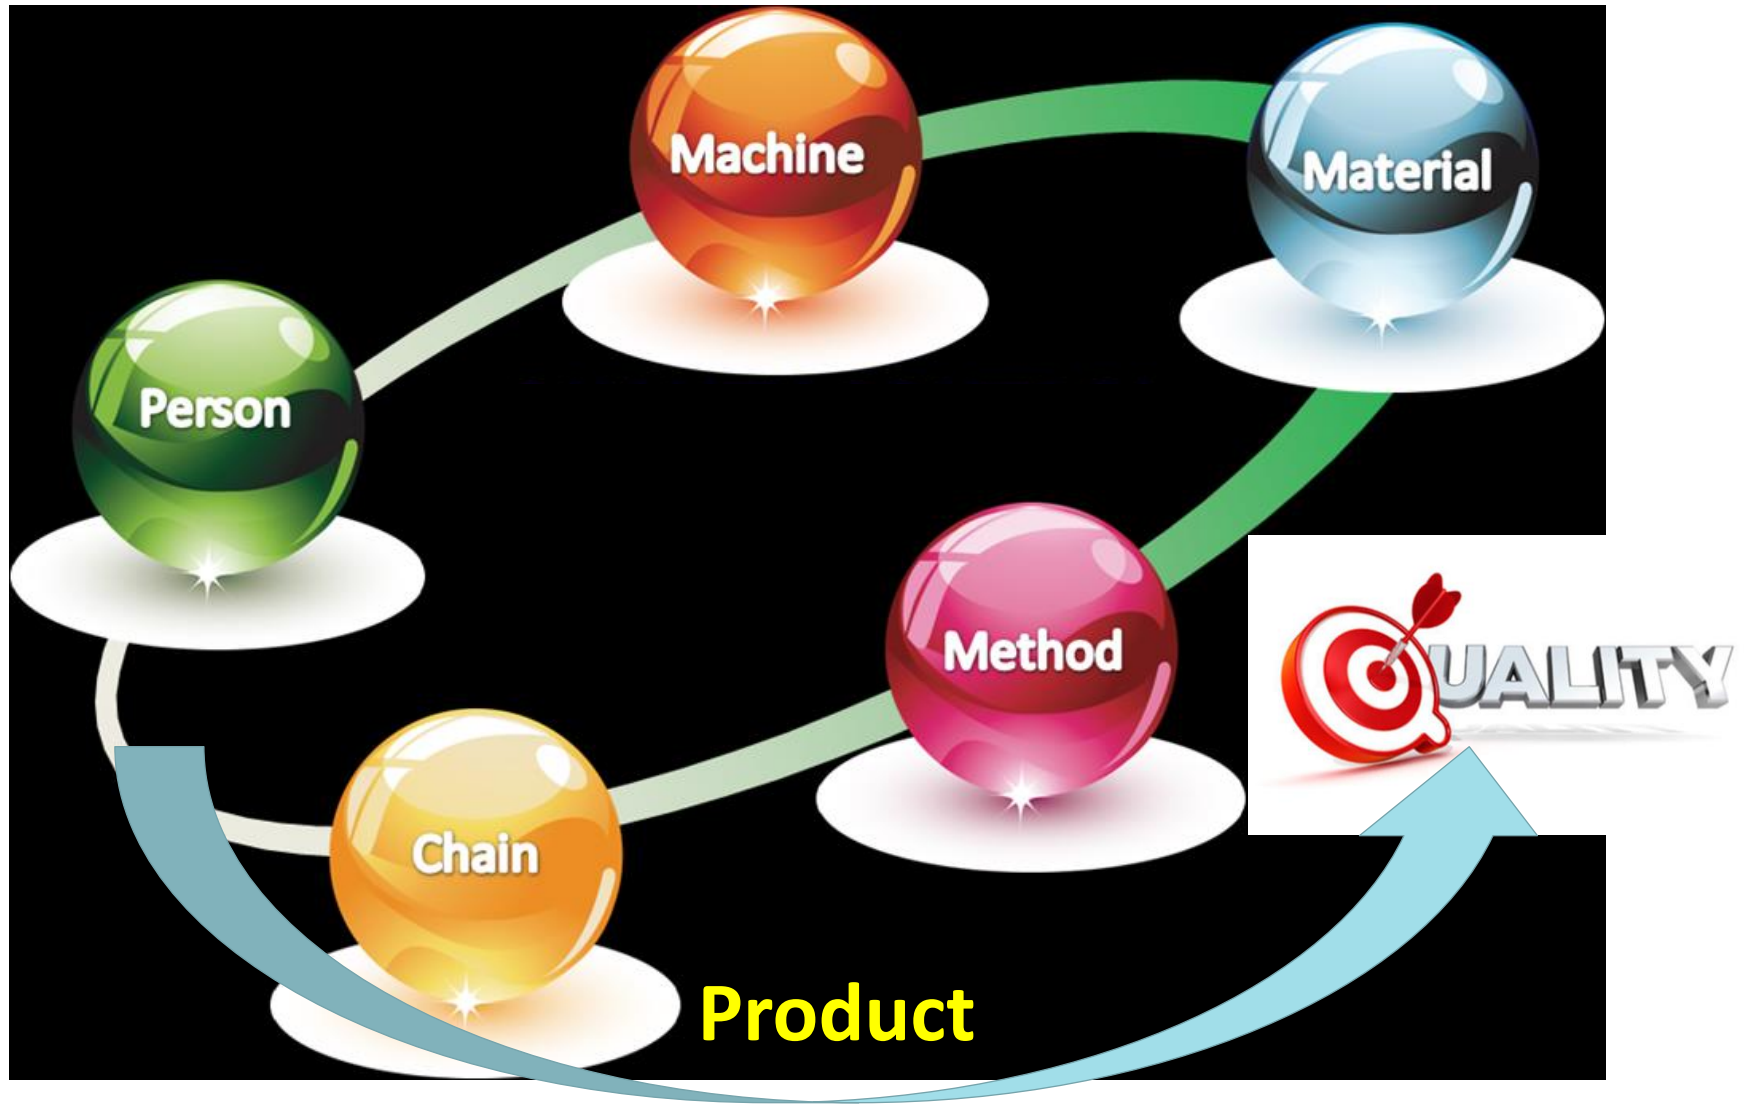 Machine
Material
Person
Method
QUALITY
Chain
Product